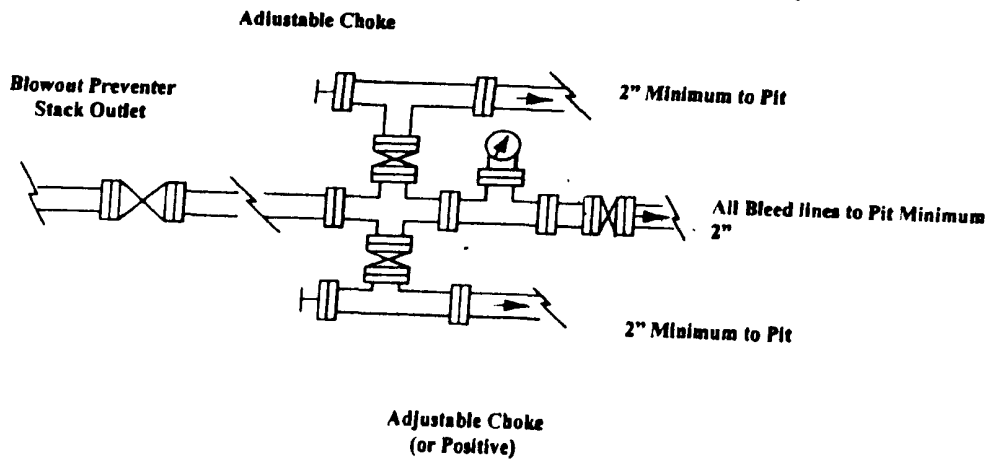 Adjustable Choke
Blowout Preventer
Stack Outlet
2" Minimum to Pit
All Bleed lines to Pit Minimum
2"
2" Minimum to Pit
Adjustable Choke
(or Positive)